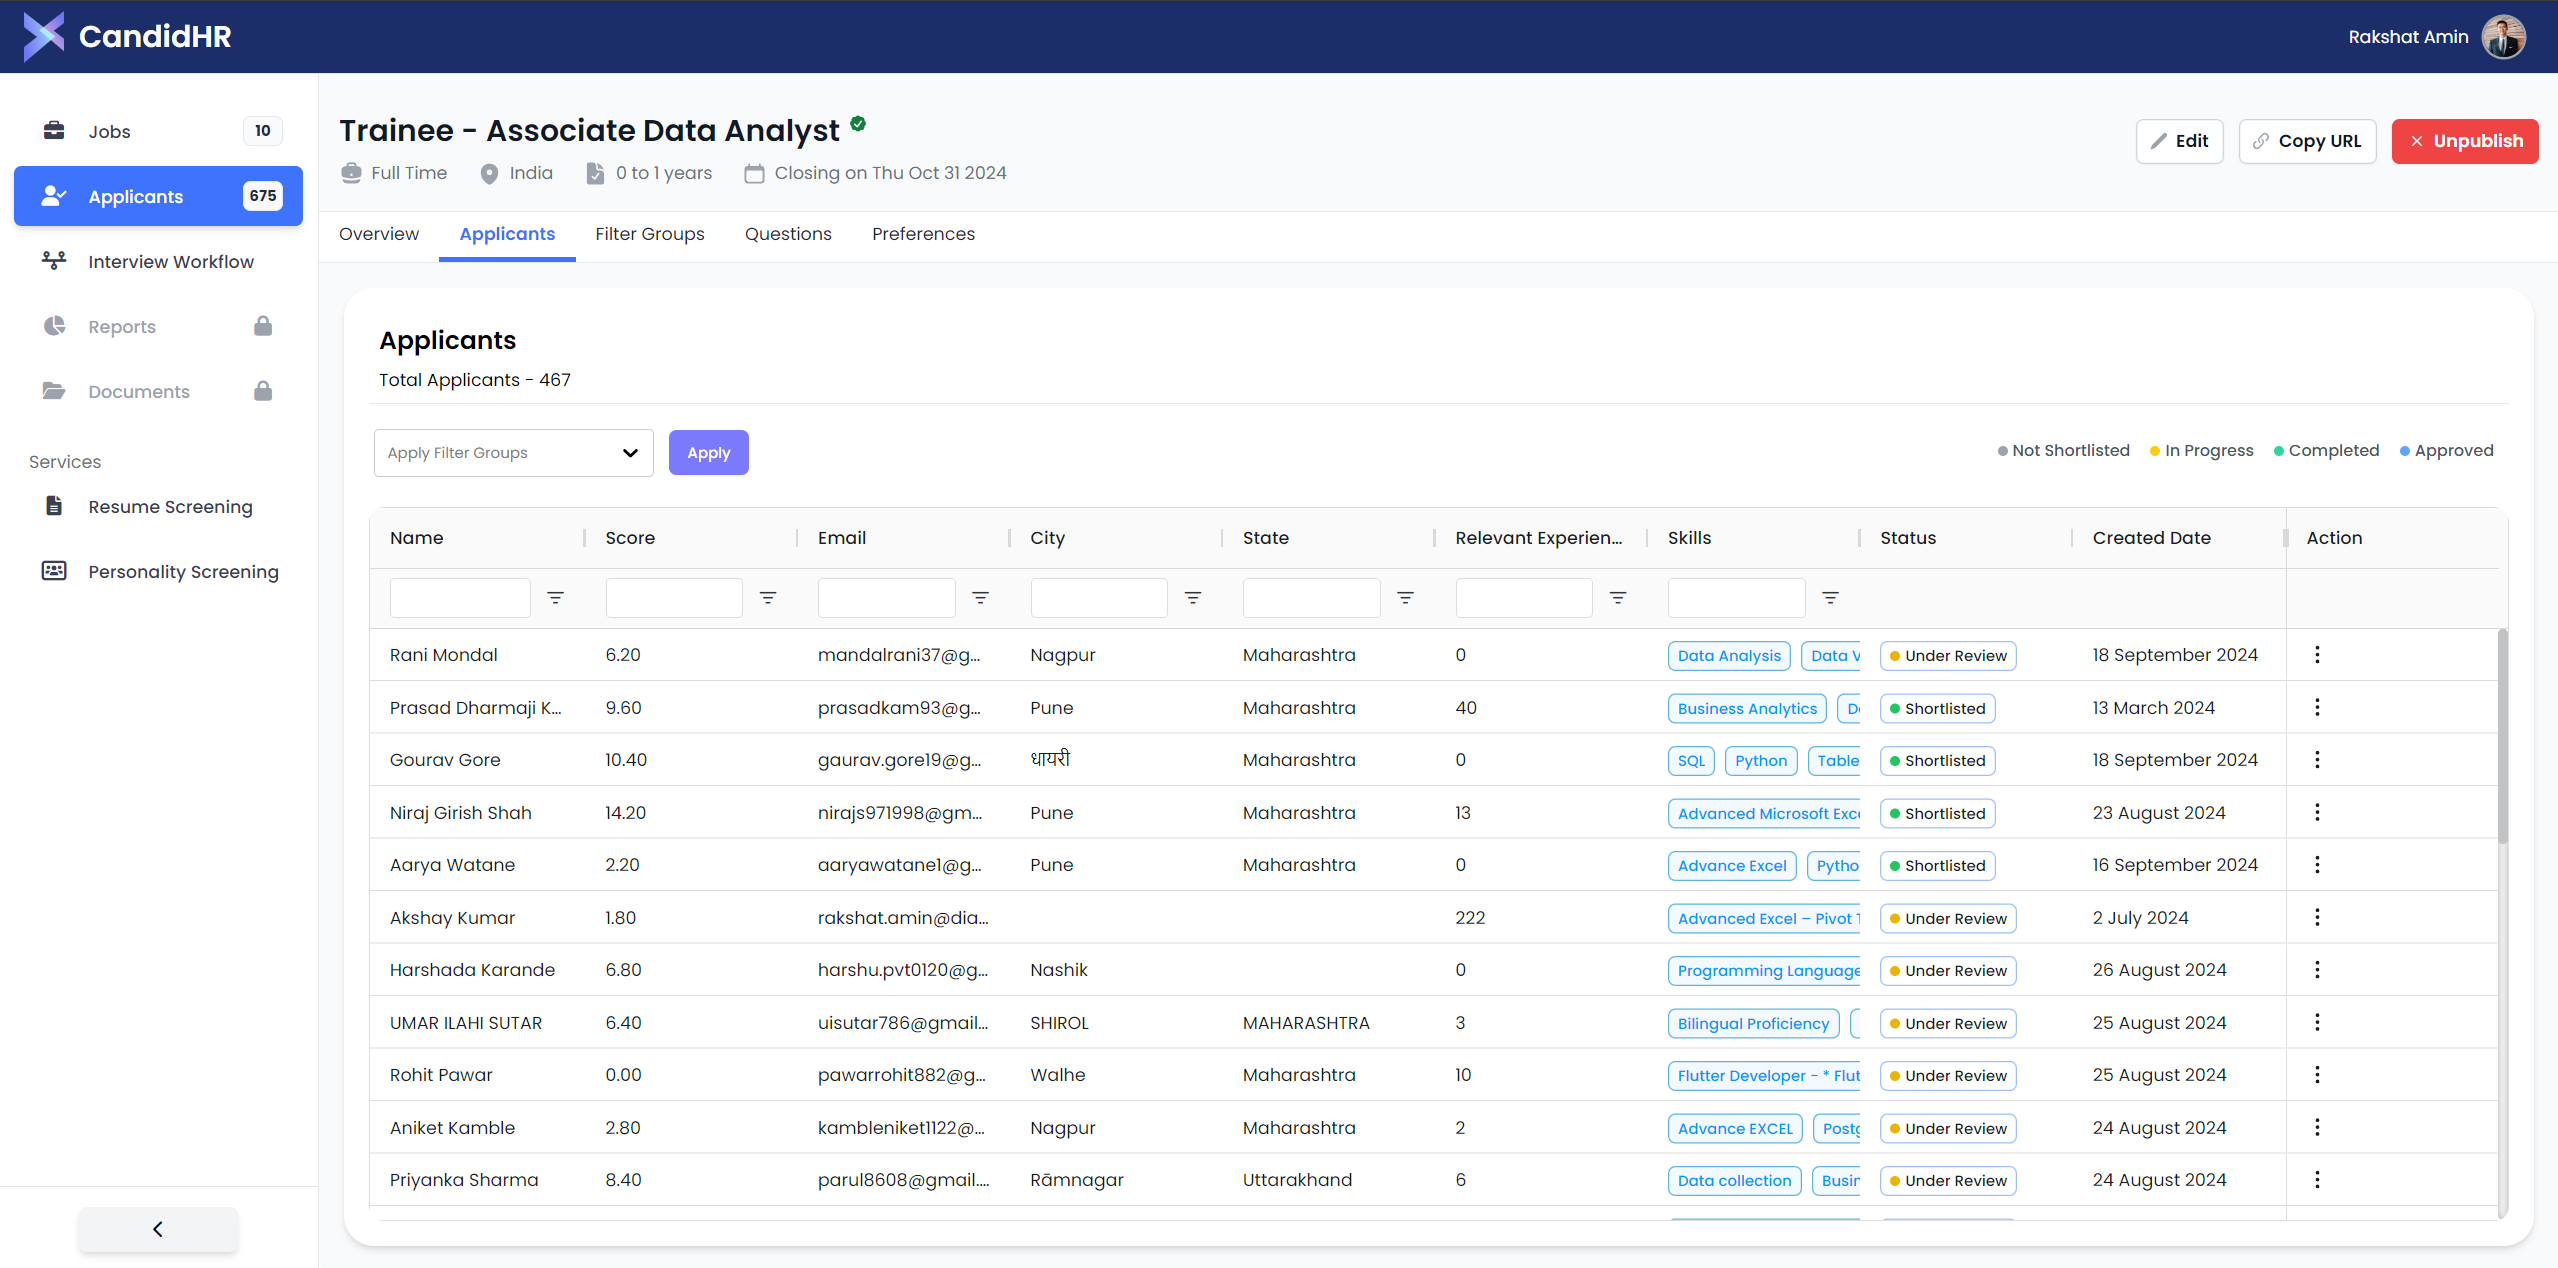 CandidHR
Rakshat Amin
Jobs 10
Applicants 675
Interview Workflow
Reports
Documents
Services
Resume Screening
Personality Screening
Trainee - Associate Data Analyst
Full Time India 0 to 1 years Closing on Thu Oct 31 2024
Edit Copy URL Unpublish
Overview Applicants Filter Groups Questions Preferences
Applicants
Total Applicants - 467
Apply Filter Groups Apply
Not Shortlisted In Progress Completed Approved
Name Score Email City State Relevant Experien... Skills Status Created Date Action
Rani Mondal 6.20 mandalrani37@g... Nagpur Maharashtra 0 Data Analysis Data V Under Review 18 September 2024
Prasad Dharmaji K... 9.60 prasadkam93@g... Pune Maharashtra 40 Business Analytics Shortlisted 13 March 2024
Gourav Gore 10.40 gaurav.gore19@g... धायरी Maharashtra 0 SQL Python Table Shortlisted 18 September 2024
Niraj Girish Shah 14.20 nirajs971998@gm... Pune Maharashtra 13 Advanced Microsoft Exce Shortlisted 23 August 2024
Aarya Watane 2.20 aaryawatane1@g... Pune Maharashtra 0 Advance Excel Pytho Shortlisted 16 September 2024
Akshay Kumar 1.80 rakshat.amin@dia... 222 Advanced Excel – Pivot T Under Review 2 July 2024
Harshada Karande 6.80 harshu.pvt0120@g... Nashik 0 Programming Language Under Review 26 August 2024
UMAR ILAHI SUTAR 6.40 uisutar786@gmail... SHIROL MAHARASHTRA 3 Bilingual Proficiency Under Review 25 August 2024
Rohit Pawar 0.00 pawarrohit882@g... Walhe Maharashtra 10 Flutter Developer - * Flut Under Review 25 August 2024
Aniket Kamble 2.80 kambleniket1122@... Nagpur Maharashtra 2 Advance EXCEL Postg Under Review 24 August 2024
Priyanka Sharma 8.40 parul8608@gmail.... Rāmnagar Uttarakhand 6 Data collection Busin Under Review 24 August 2024